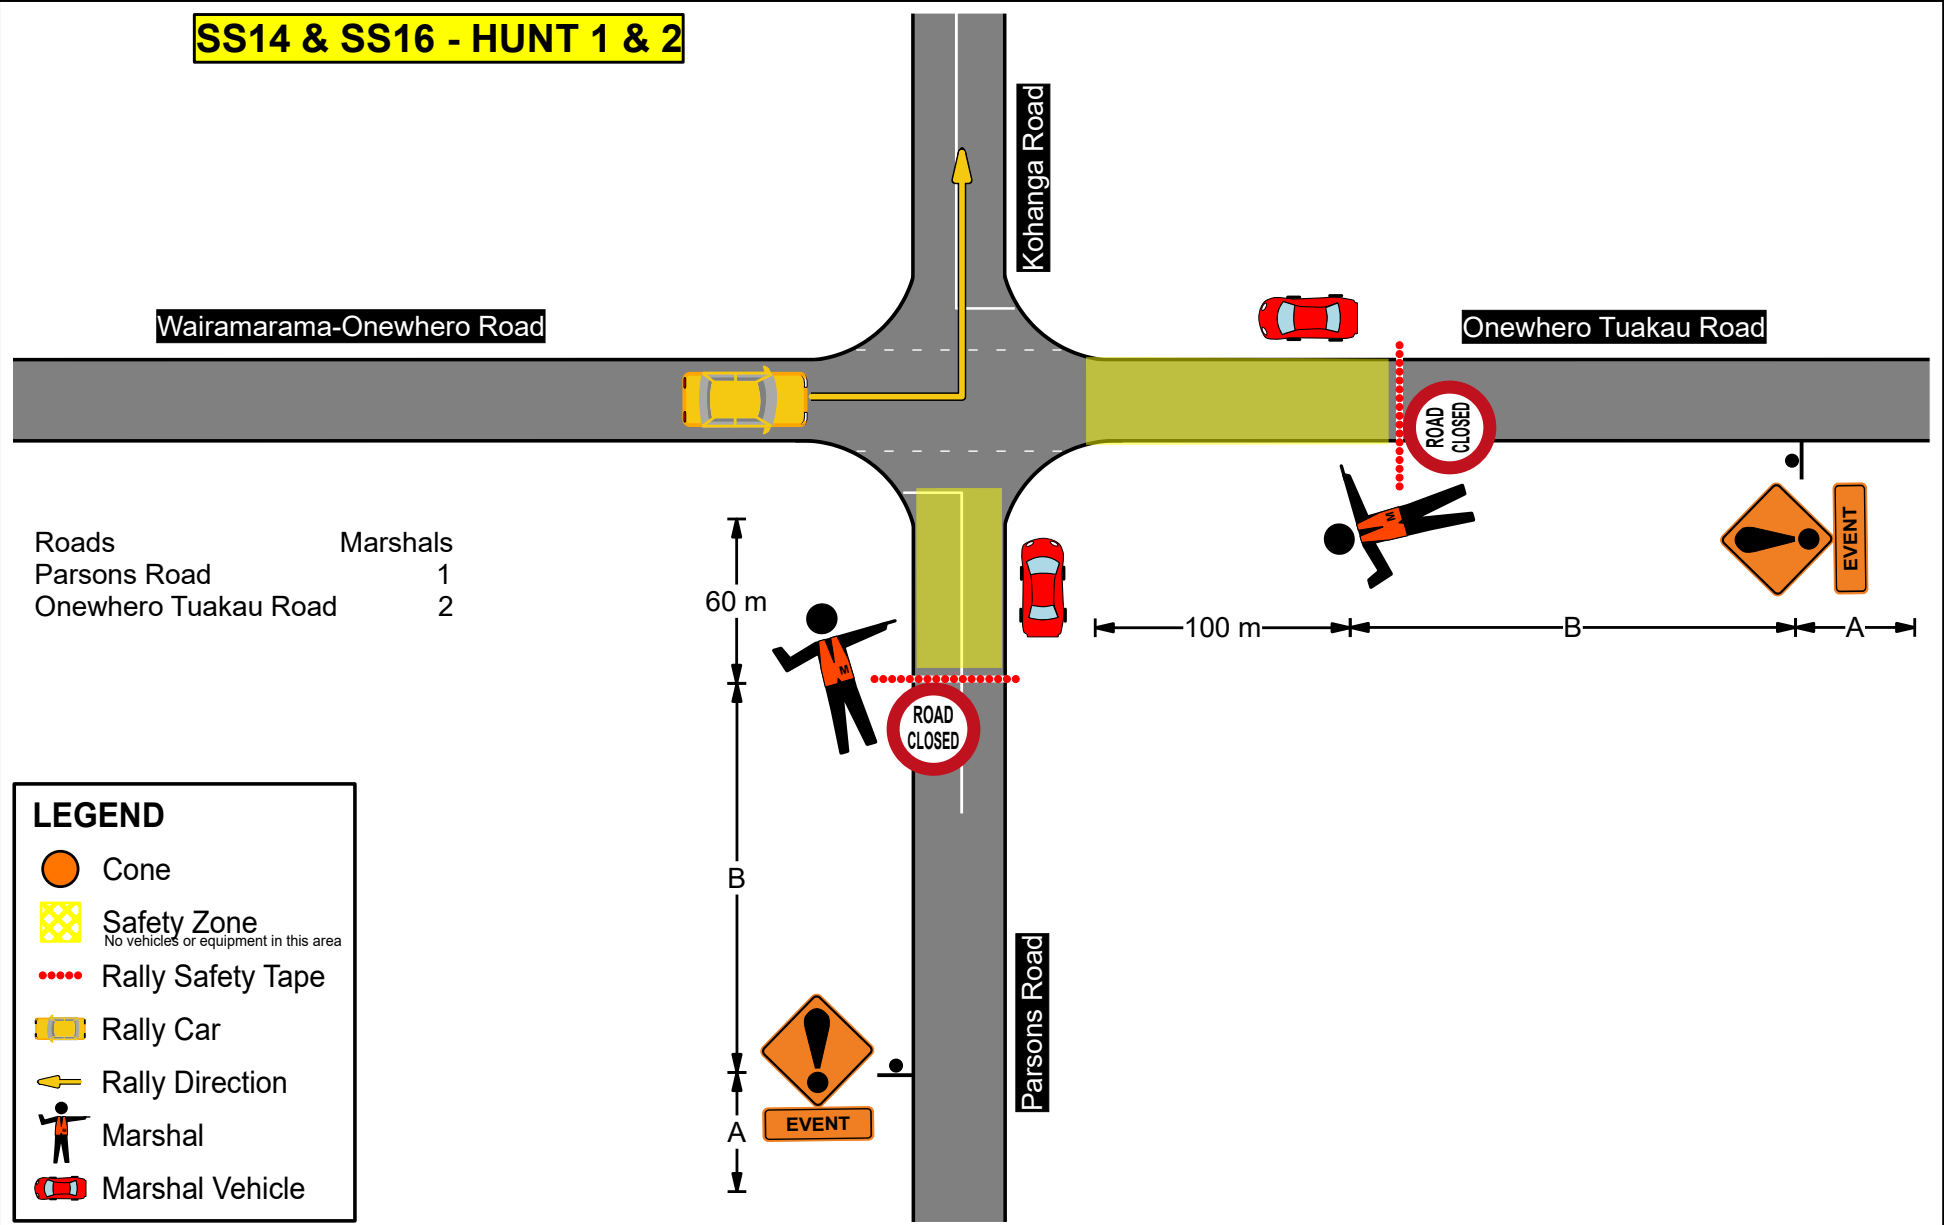 SS14 & SS16 - HUNT 1 & 2
Kohanga Road
Wairamarama-Onewhero Road
Onewhero Tuakau Road
ROAD
CLOSED
M
EVENT
Roads Marshals
Parsons Road 1
Onewhero Tuakau Road 2
60 m
100 m
B
A
M
ROAD
CLOSED
B
Parsons Road
EVENT
A
LEGEND
Cone
Safety Zone
No vehicles or equipment in this area
Rally Safety Tape
Rally Car
Rally Direction
Marshal
Marshal Vehicle